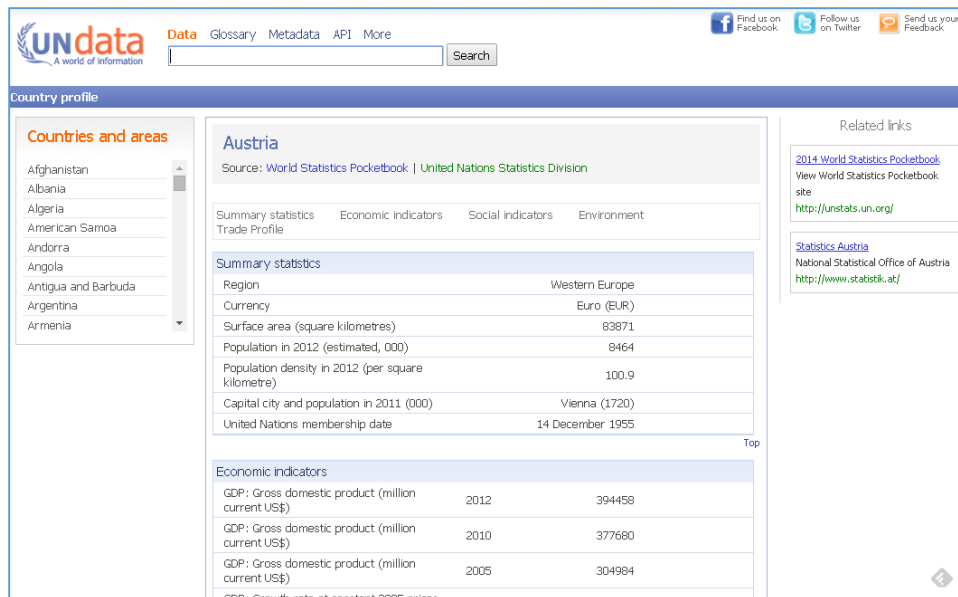 UNdata
A world of information
Data Glossary Metadata API More
Search
Find us on
Facebook
Follow us
on Twitter
Send us your
Feedback
Country profile
Countries and areas
Afghanistan
Albania
Algeria
American Samoa
Andorra
Angola
Antigua and Barbuda
Argentina
Armenia
Austria
Source: World Statistics Pocketbook | United Nations Statistics Division
Summary statistics Economic indicators Social indicators Environment
Trade Profile
Summary statistics
Region Western Europe
Currency Euro (EUR)
Surface area (square kilometres) 83871
Population in 2012 (estimated, 000) 8464
Population density in 2012 (per square
kilometre) 100.9
Capital city and population in 2011 (000) Vienna (1720)
United Nations membership date 14 December 1955
Top
Economic indicators
GDP: Gross domestic product (million
current US$) 2012 394458
GDP: Gross domestic product (million
current US$) 2010 377680
GDP: Gross domestic product (million
current US$) 2005 304984
GDP: Growth rate at constant 2005 prices
Related links
2014 World Statistics Pocketbook
View World Statistics Pocketbook
site
http://unstats.un.org/
Statistics Austria
National Statistical Office of Austria
http://www.statistik.at/